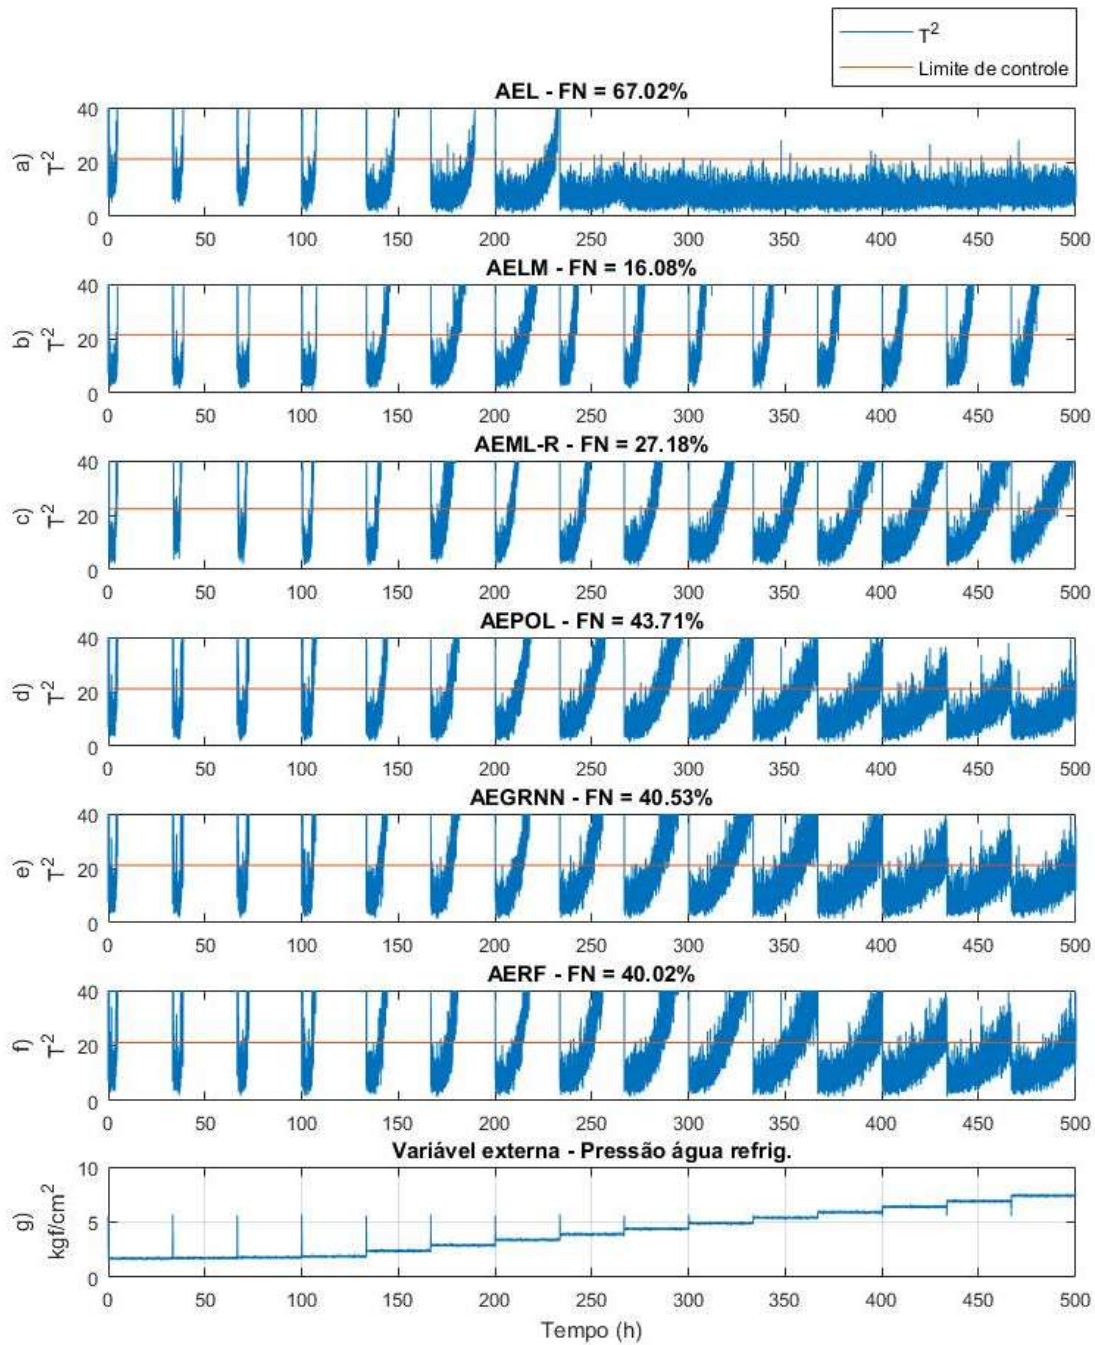 T²
Limite de controle
AEL - FN = 67.02%
a)
T²
40
20
0
0 50 100 150 200 250 300 350 400 450 500
AELM - FN = 16.08%
b)
T²
40
20
0
0 50 100 150 200 250 300 350 400 450 500
AEML-R - FN = 27.18%
c)
T²
40
20
0
0 50 100 150 200 250 300 350 400 450 500
AEPOL - FN = 43.71%
d)
T²
40
20
0
0 50 100 150 200 250 300 350 400 450 500
AEGRNN - FN = 40.53%
e)
T²
40
20
0
0 50 100 150 200 250 300 350 400 450 500
AERF - FN = 40.02%
f)
T²
40
20
0
0 50 100 150 200 250 300 350 400 450 500
Variável externa - Pressão água refrig.
g)
kgf/cm²
10
5
0
0 50 100 150 200 250 300 350 400 450 500
Tempo (h)